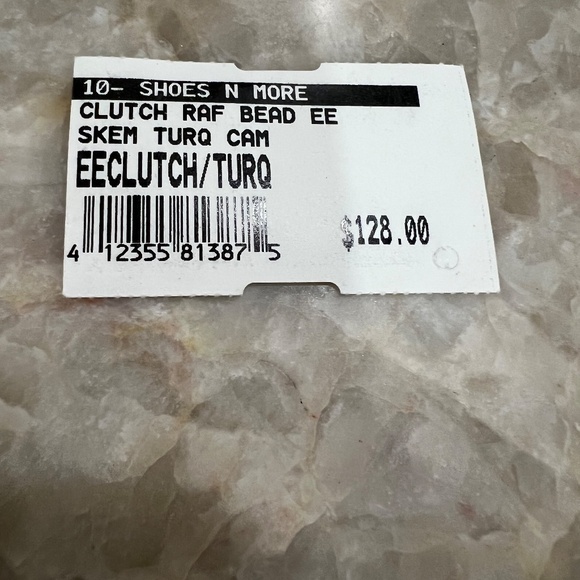 10- SHOES N MORE
CLUTCH RAF BEAD EE
SKEM TURQ CAM
EECLUTCH/TURQ
4 12355 81387 5
$128.00